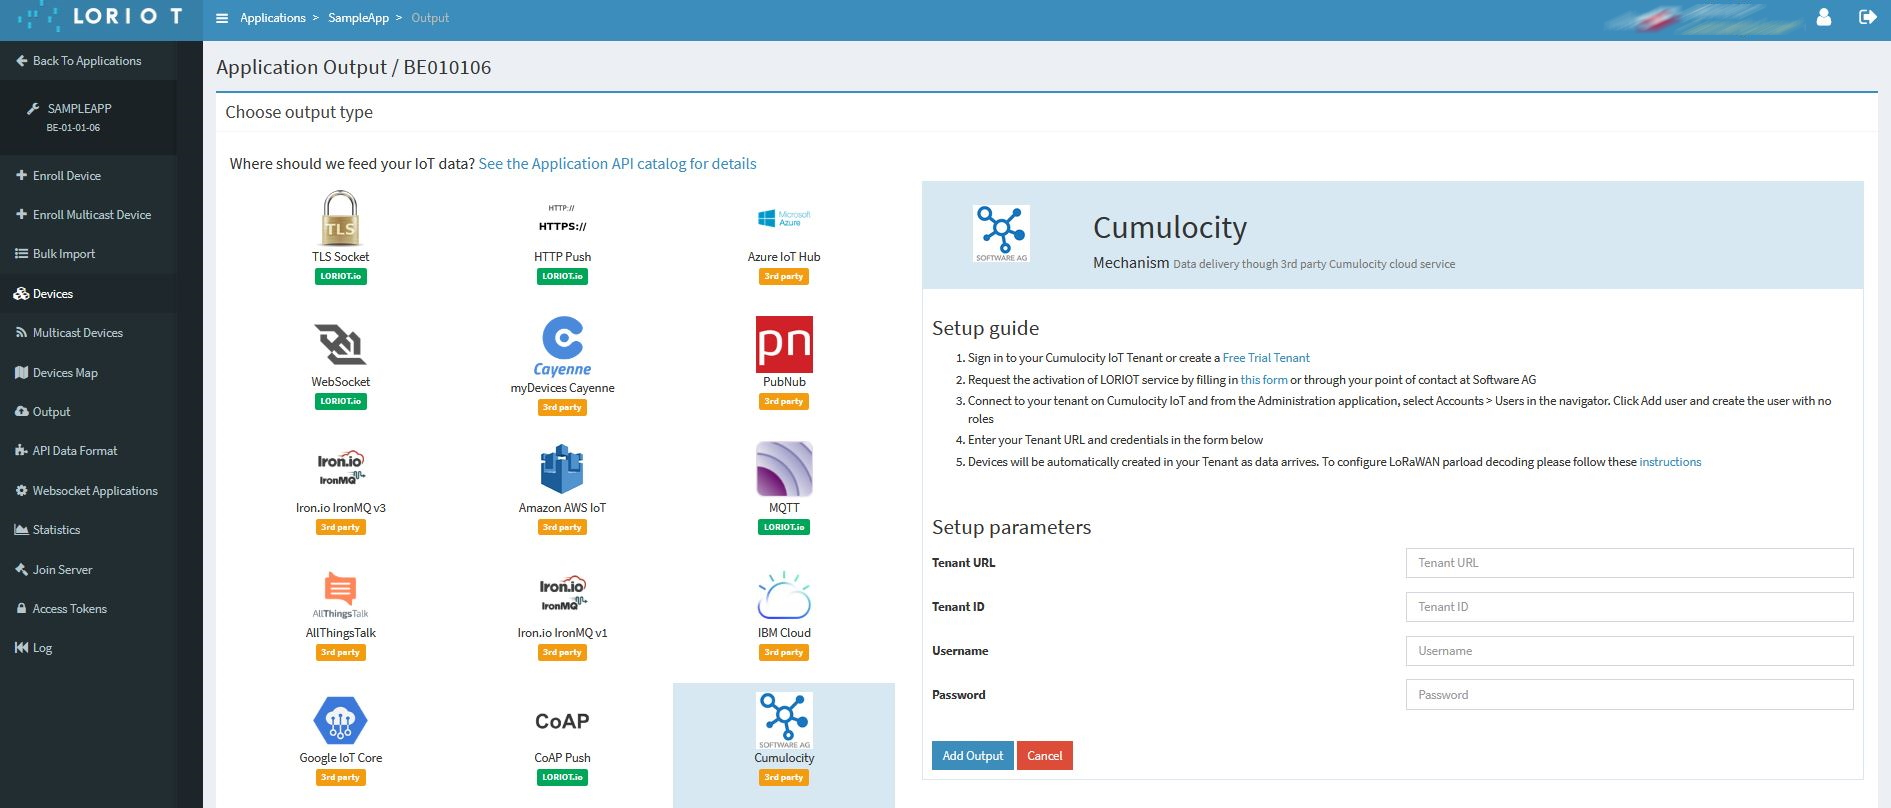 LORIOT
Applications > SampleApp > Output
Back To Applications
SAMPLEAPP
BE-01-01-06
Enroll Device
Enroll Multicast Device
Bulk Import
Devices
Multicast Devices
Devices Map
Output
API Data Format
Websocket Applications
Statistics
Join Server
Access Tokens
Log
Application Output / BE010106
Choose output type
Where should we feed your IoT data? See the Application API catalog for details
TLS
TLS Socket
LORIOT.io
HTTP://
HTTPS://
HTTP Push
LORIOT.io
Microsoft
Azure
Azure IoT Hub
3rd party
WebSocket
LORIOT.io
Cayenne
myDevices Cayenne
3rd party
pn
PubNub
3rd party
Iron.io
IronMQ
Iron.io IronMQ v3
3rd party
Amazon AWS IoT
3rd party
MQTT
LORIOT.io
AllThingsTalk
AllThingsTalk
3rd party
Iron.io
IronMQ
Iron.io IronMQ v1
3rd party
IBM Cloud
3rd party
Google IoT Core
3rd party
CoAP
CoAP Push
LORIOT.io
SOFTWARE AG
Cumulocity
3rd party
SOFTWARE AG
Cumulocity
Mechanism Data delivery though 3rd party Cumulocity cloud service
Setup guide
1. Sign in to your Cumulocity IoT Tenant or create a Free Trial Tenant
2. Request the activation of LORIOT service by filling in this form or through your point of contact at Software AG
3. Connect to your tenant on Cumulocity IoT and from the Administration application, select Accounts > Users in the navigator. Click Add user and create the user with no
roles
4. Enter your Tenant URL and credentials in the form below
5. Devices will be automatically created in your Tenant as data arrives. To configure LoRaWAN parload decoding please follow these instructions
Setup parameters
Tenant URL
Tenant URL
Tenant ID
Tenant ID
Username
Username
Password
Password
Add Output
Cancel